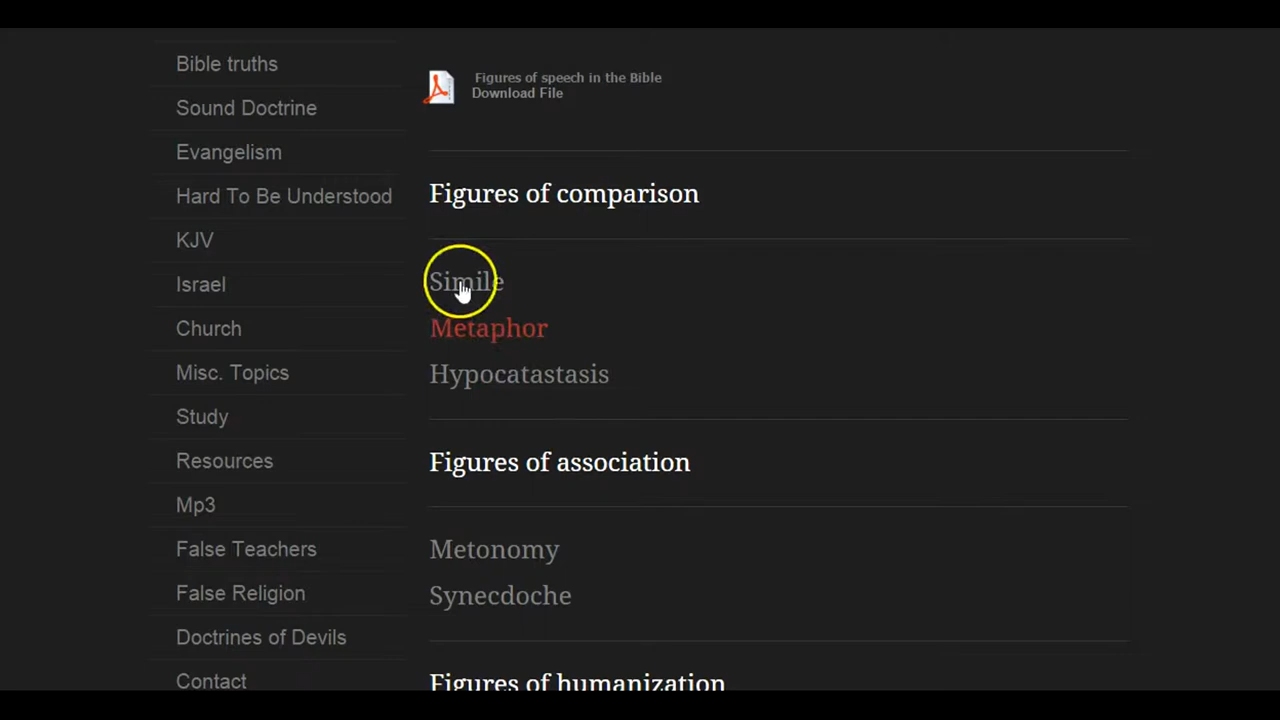 Bible truths
Sound Doctrine
Evangelism
Hard To Be Understood
KJV
Israel
Church
Misc. Topics
Study
Resources
Mp3
False Teachers
False Religion
Doctrines of Devils
Contact
Figures of speech in the Bible
Download File
Figures of comparison
Simile
Metaphor
Hypocatastasis
Figures of association
Metonomy
Synecdoche
Figures of humanization